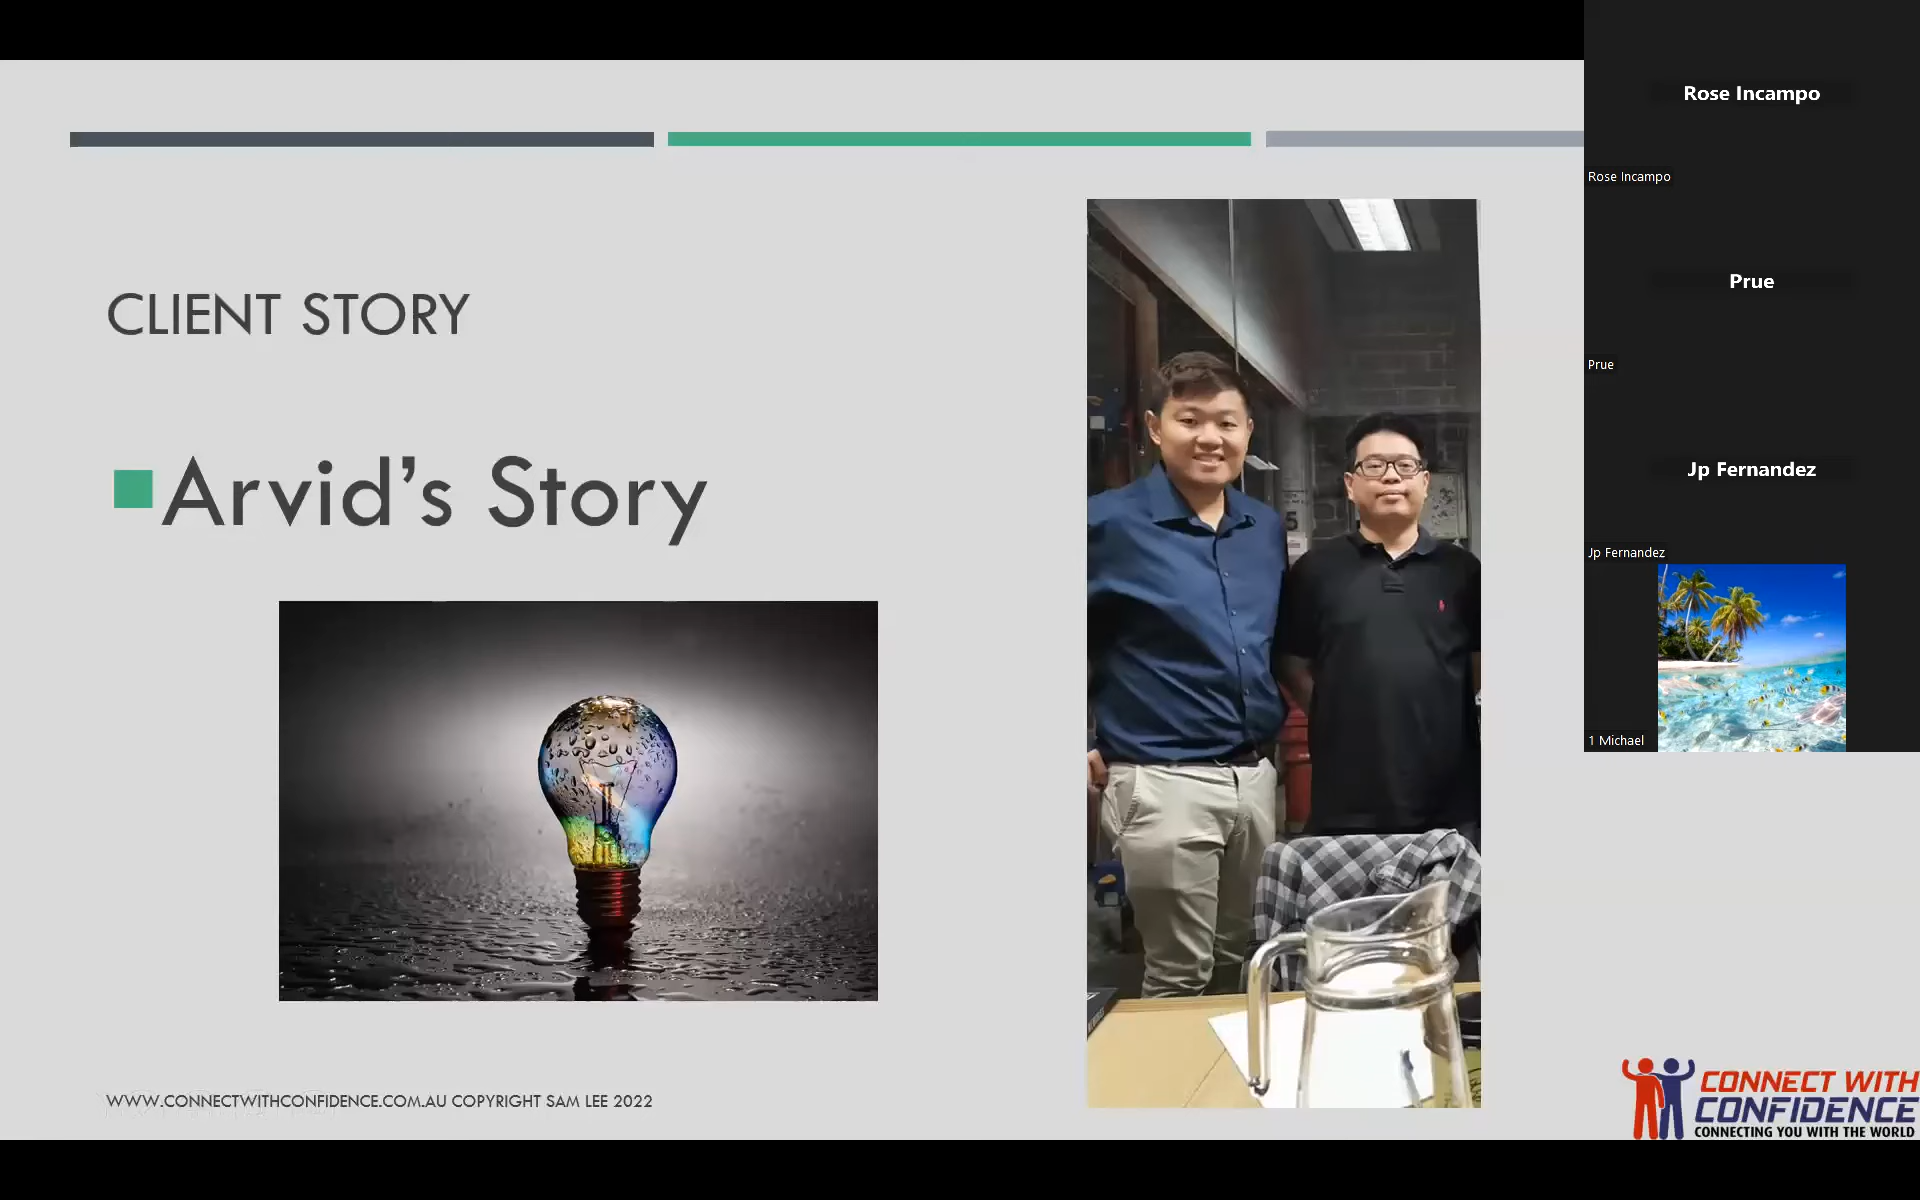 CLIENT STORY
Arvid’s Story
WWW.CONNECTWITHCONFIDENCE.COM.AU COPYRIGHT SAM LEE 2022
Rose Incampo
Rose Incampo
Prue
Prue
Jp Fernandez
Jp Fernandez
1 Michael
CONNECT WITH
CONFIDENCE
CONNECTING YOU WITH THE WORLD
5